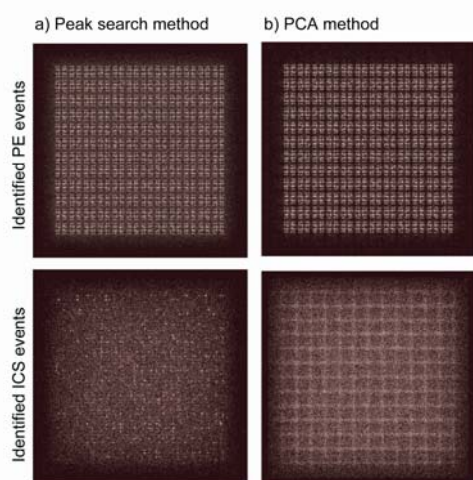 a) Peak search method
b) PCA method
Identified PE events
Identified ICS events